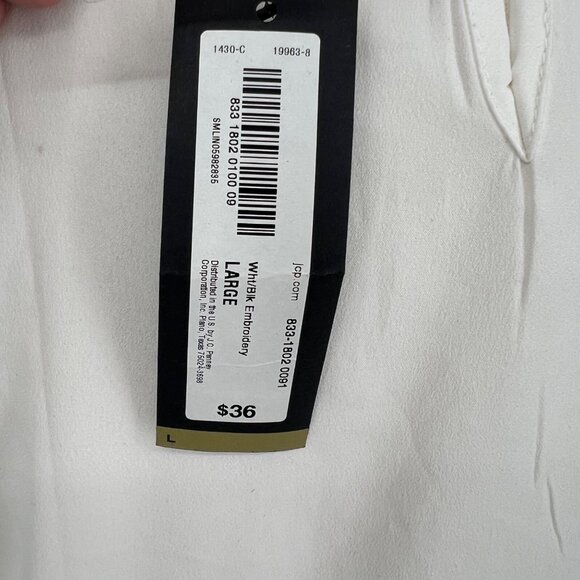 1430-C 19963-8
833 1802 0100 09
SMLIN05982835
jcp.com 833-1802 0091
Wht/Blk Embroidery
LARGE
Distributed in the U.S. by J.C. Penney
Corporation, Inc. Plano, Texas 75024-3698
$36
L